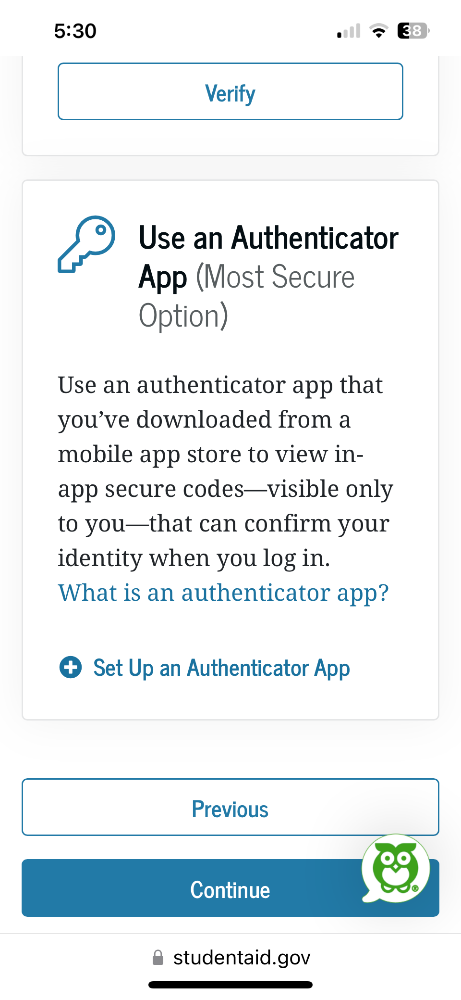 5:30
38
Verify
Use an Authenticator
App (Most Secure
Option)
Use an authenticator app that
you’ve downloaded from a
mobile app store to view in-
app secure codes—visible only
to you—that can confirm your
identity when you log in.
What is an authenticator app?
Set Up an Authenticator App
Previous
Continue
®
studentaid.gov